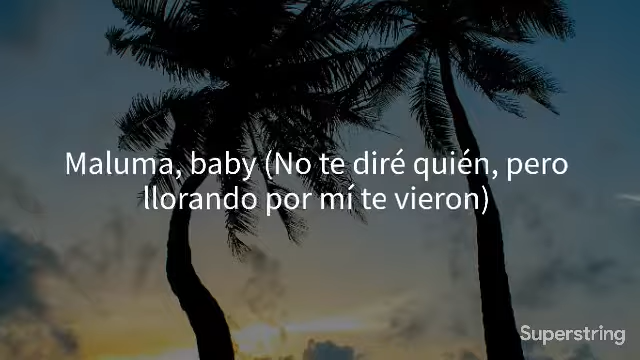 Maluma, baby (No te diré quién, pero
llorando por mí te vieron)
Superstring